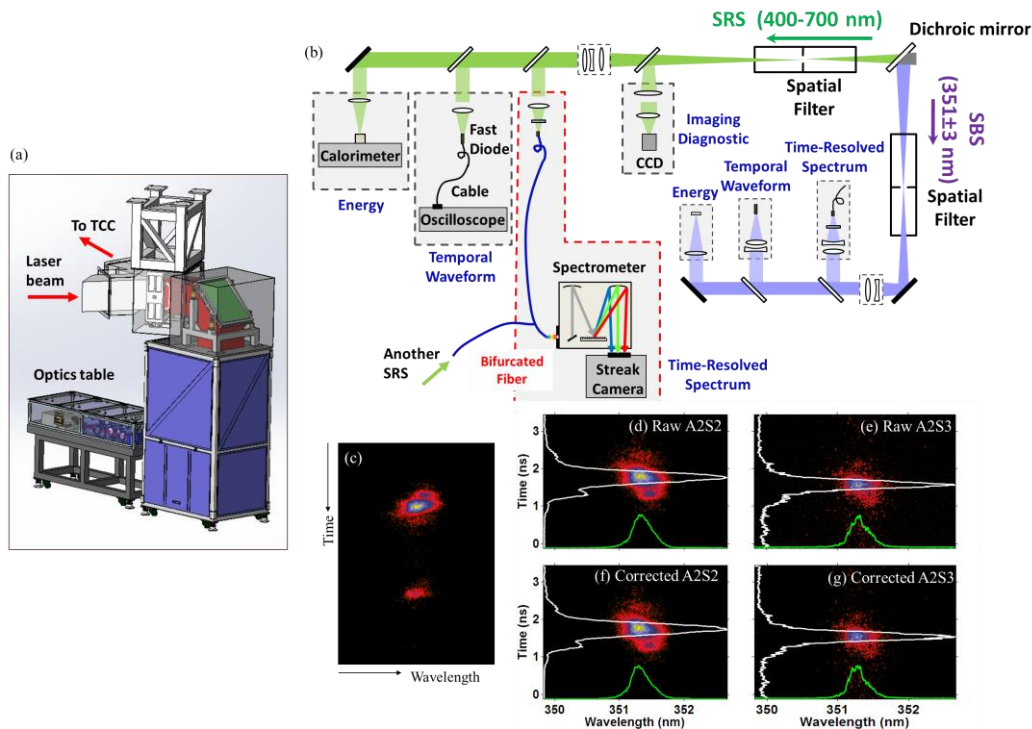 (a)
To TCC
Laser
beam
Optics table
(b)
SRS (400-700 nm)
Dichroic mirror
Spatial
Filter
SBS
(351±3 nm)
Spatial
Filter
Calorimeter
Energy
Fast
Diode
Cable
Oscilloscope
Temporal
Waveform
Imaging
Diagnostic
CCD
Energy
Temporal
Waveform
Time-Resolved
Spectrum
Spectrometer
Streak
Camera
Another
SRS
Bifurcated
Fiber
Time-Resolved
Spectrum
(c)
Time
Wavelength
(d) Raw A2S2
Time (ns)
3
2
1
0
(e) Raw A2S3
(f) Corrected A2S2
Time (ns)
3
2
1
0
350 351 352
Wavelength (nm)
(g) Corrected A2S3
350 351 352
Wavelength (nm)